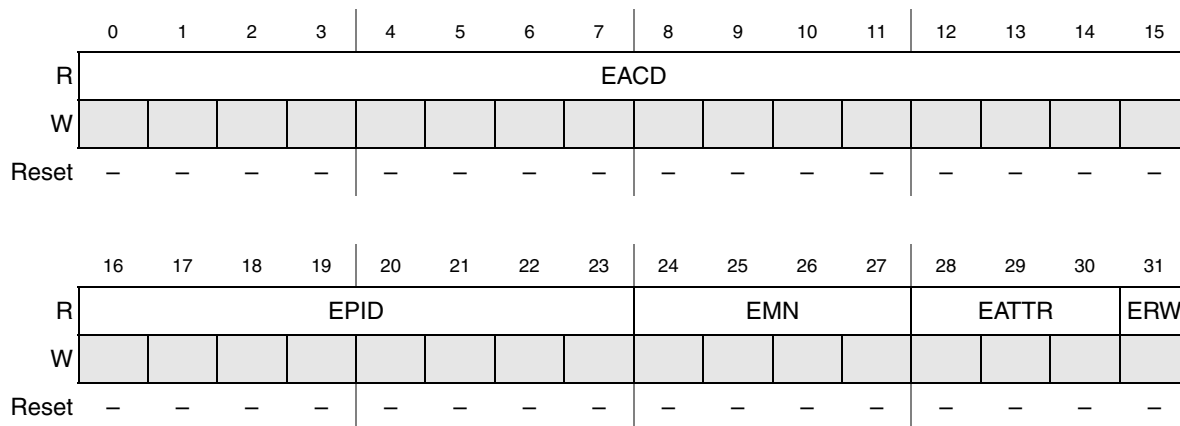 0 1 2 3 4 5 6 7 8 9 10 11 12 13 14 15
R EACD
W
Reset – – – – – – – – – – – – – – – –
16 17 18 19 20 21 22 23 24 25 26 27 28 29 30 31
R EPID EMN EATTR ERW
W
Reset – – – – – – – – – – – – – – – –